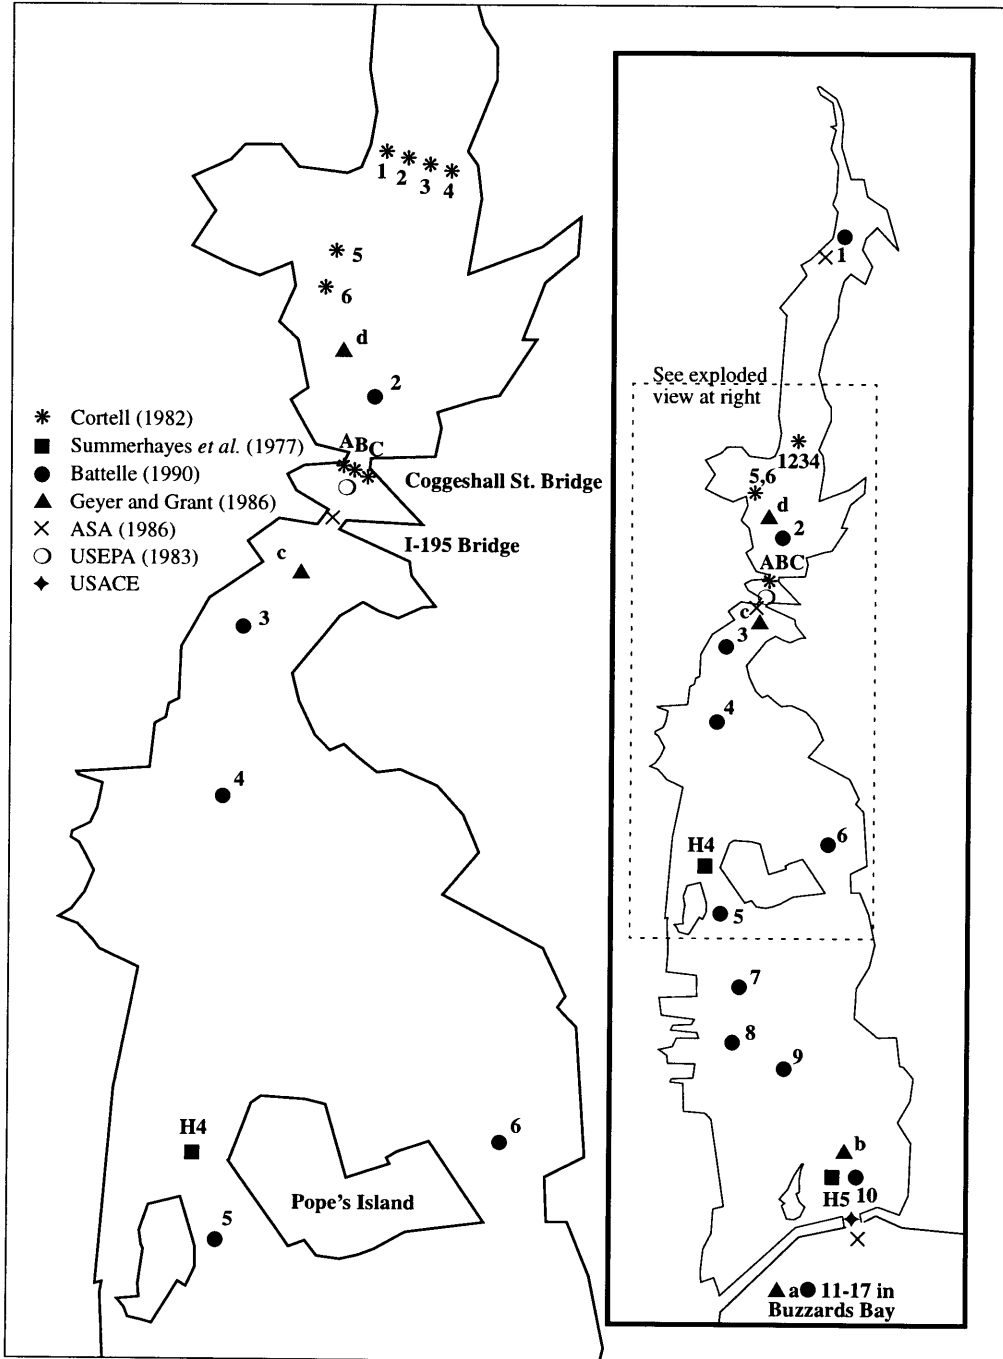 1 2 3 4
5
6
d
2
Cortell (1982)
Summerhayes et al. (1977)
Battelle (1990)
Geyer and Grant (1986)
ASA (1986)
USEPA (1983)
USACE
ABC
Coggeshall St. Bridge
I-195 Bridge
c
3
4
H4
6
Pope's Island
5
1
See exploded
view at right
1234
5,6
d
2
ABC
c
3
4
6
H4
5
7
8
9
b
H5 10
a 11-17 in
Buzzards Bay